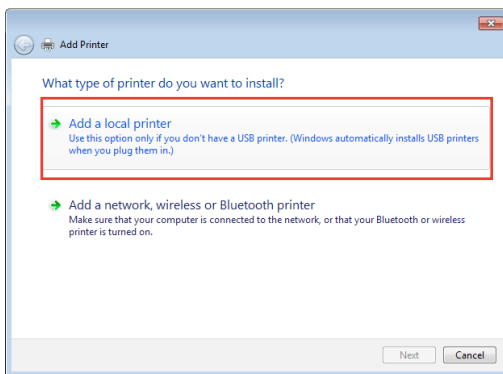 Add Printer
What type of printer do you want to install?
Add a local printer
Use this option only if you don't have a USB printer. (Windows automatically installs USB printers
when you plug them in.)
Add a network, wireless or Bluetooth printer
Make sure that your computer is connected to the network, or that your Bluetooth or wireless
printer is turned on.
Next Cancel